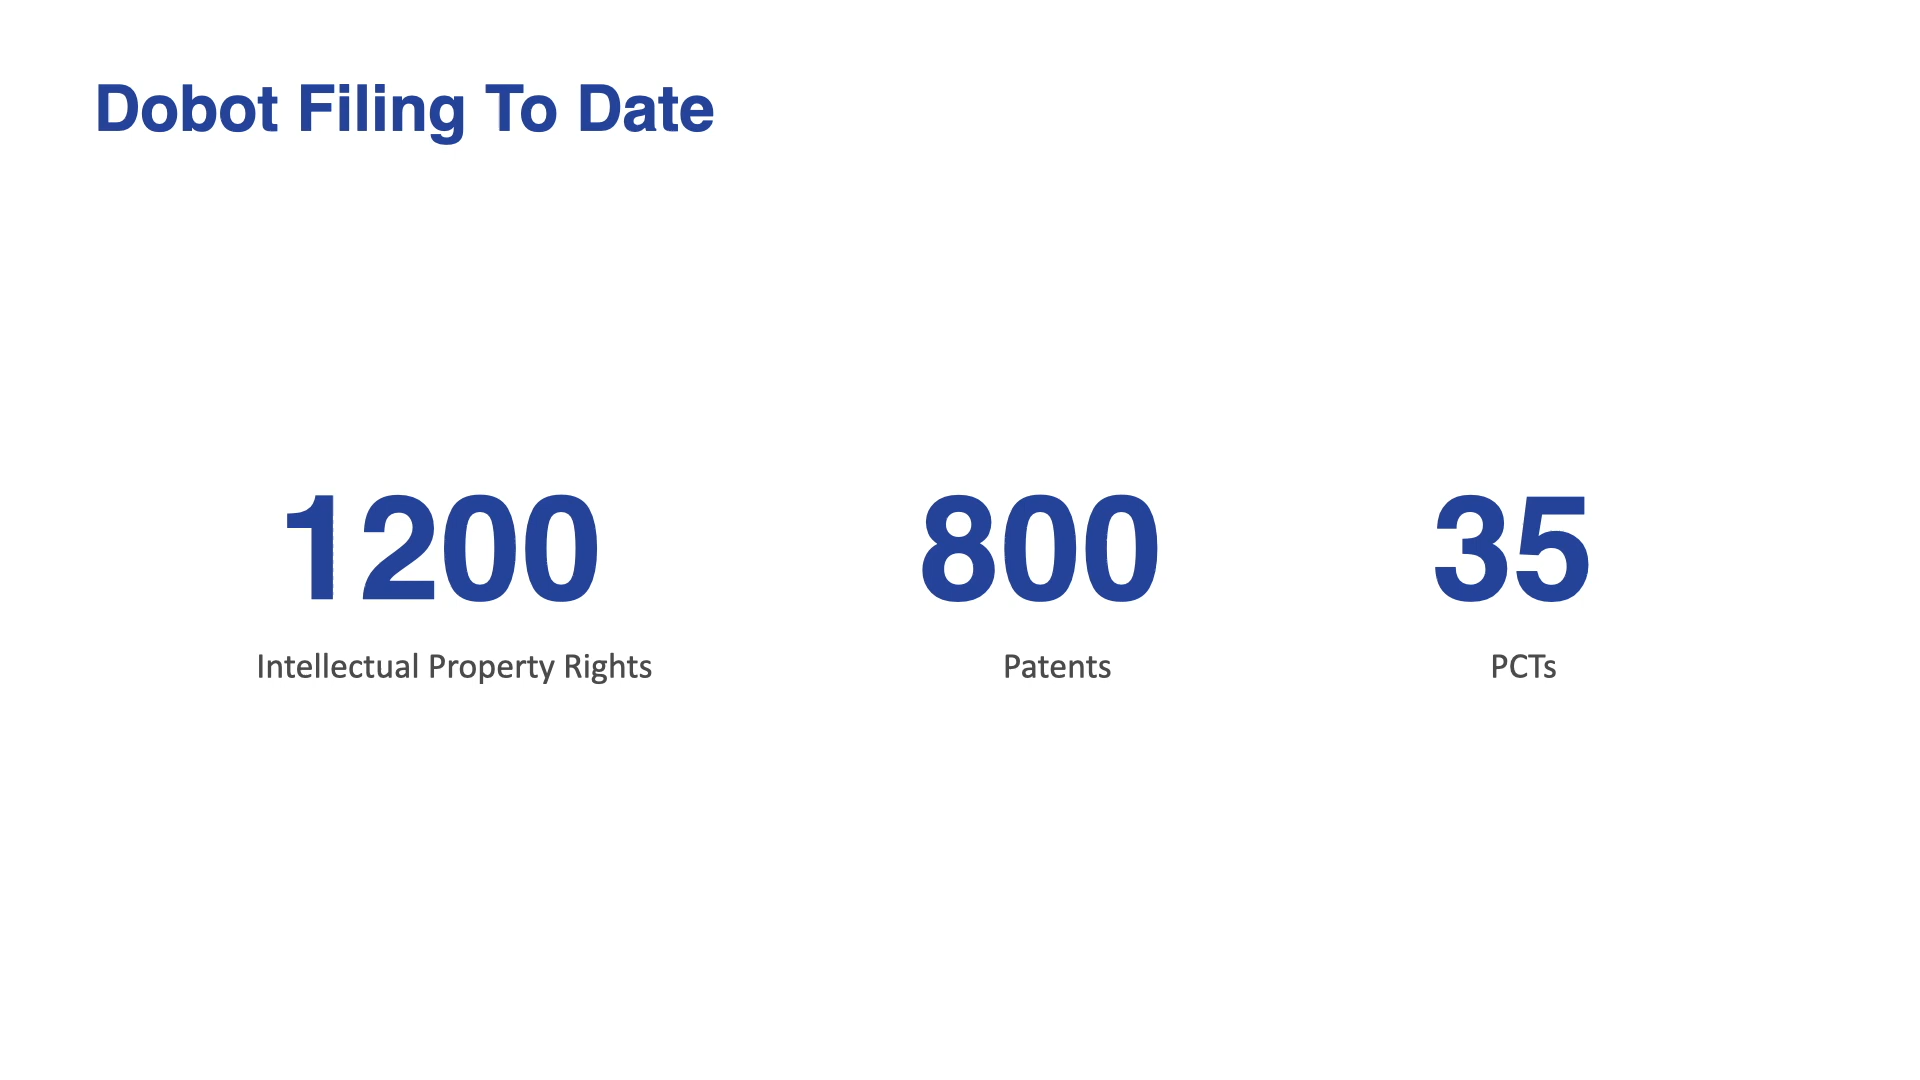 Dobot Filing To Date
1200
Intellectual Property Rights
800
Patents
35
PCTs